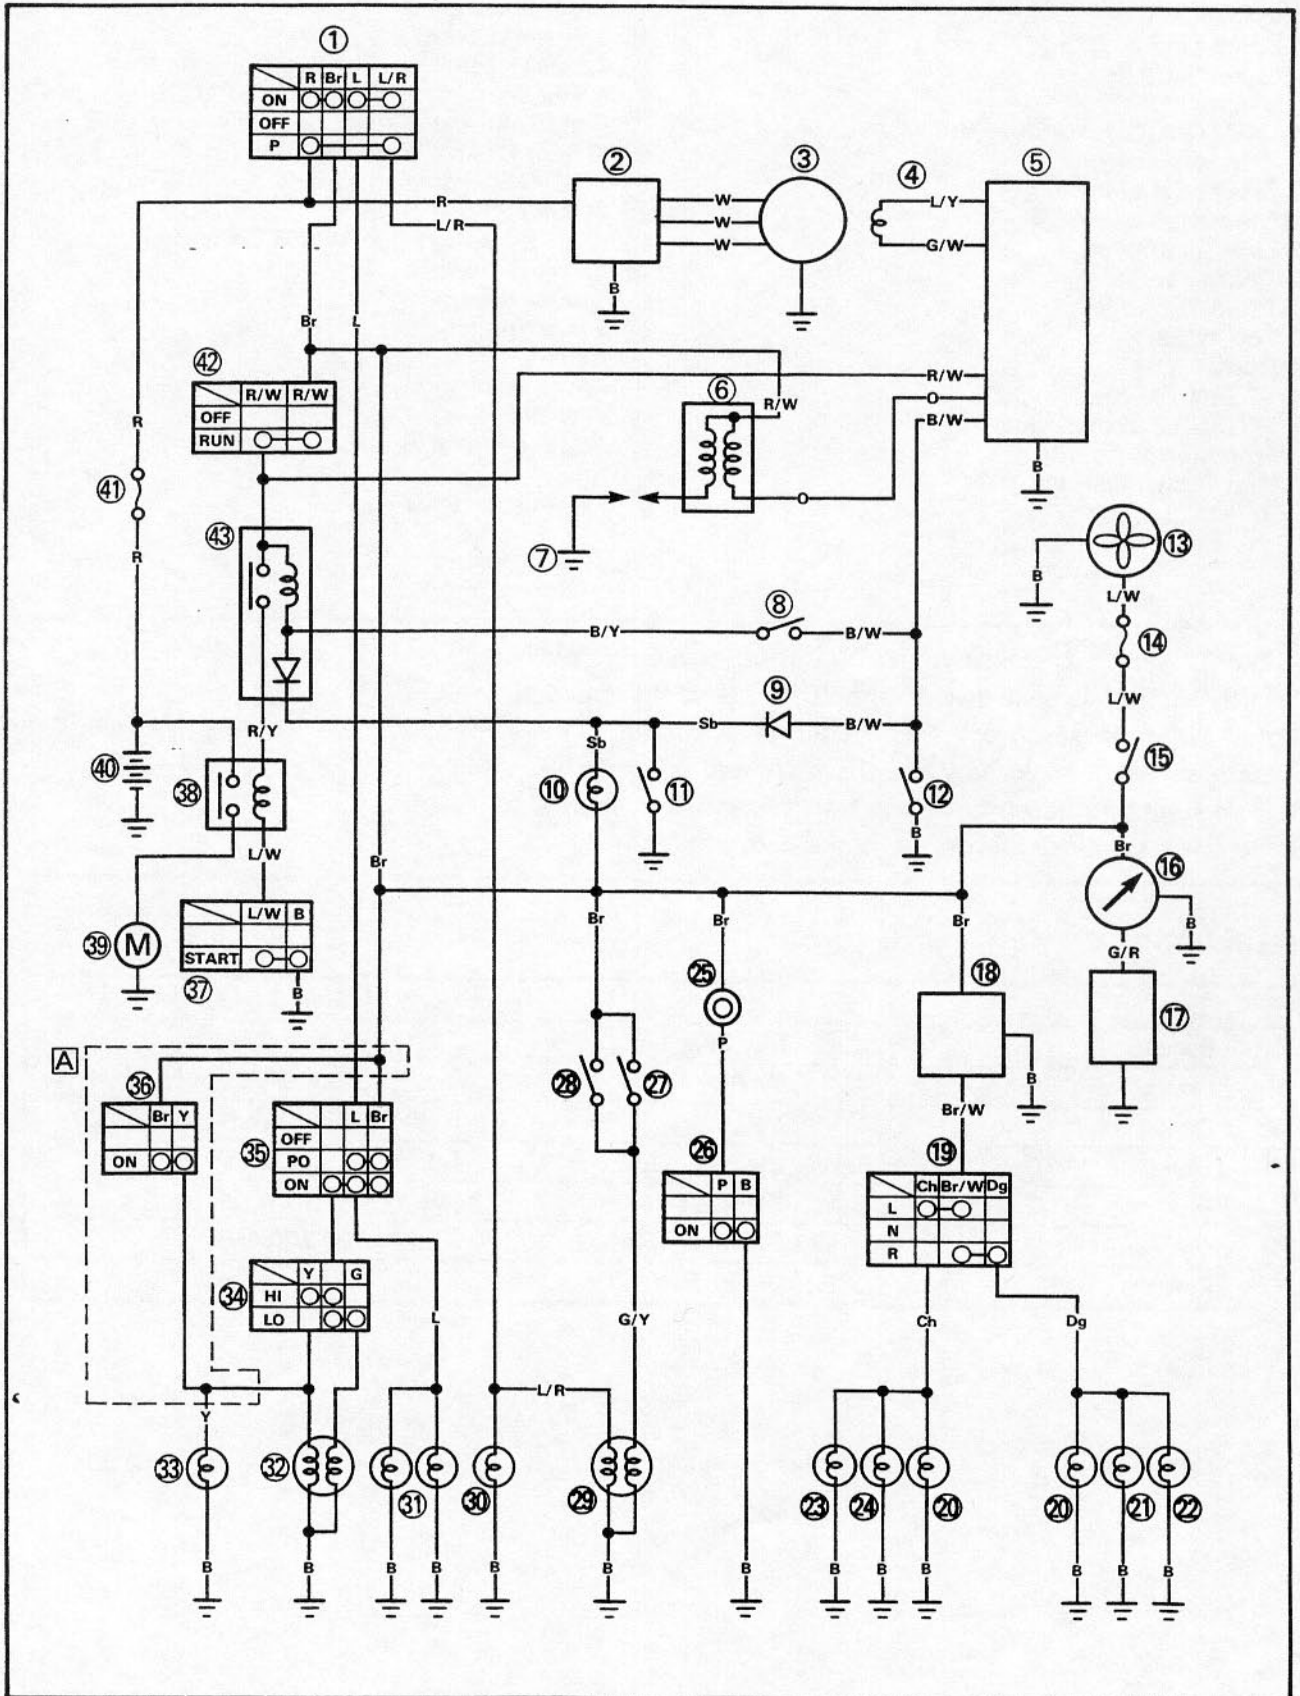 ①
R Br L L/R
ON
OFF
P
② ③ ④ ⑤
R W L/Y
L/R W
W G/W
B
Br L
㊷
R/W R/W
OFF
RUN
⑥
R/W
R/W
O
B/W
R
B
㊶
O
㊸
⑦
⑬
R
B
L/W
⑧
B/Y B/W
⑭
⑨
L/W
R/Y
Sb
Sb B/W
⑮
㊵
㊳
⑩
⑪
⑫
B
L/W
Br
Br
⑯
L/W B
START
㊲
B
㊴
M
Br
Br
Br
B
G/R
㉕
⑱
⑰
P
B
A
㊱
Br Y
ON
L Br
OFF
PO
ON
㉟
㉘
㉗
Br/W
㉖
P B
ON
⑲
Ch Br/W Dg
L
N
R
㉞
Y G
HI
LO
L
G/Y
Ch
Dg
Y
L/R
㉝ ㉜ ㉛ ㉚ ㉙ ㉓ ㉔ ⑳ ⑳ ㉑ ㉒
B B B B B B B B B B B B B